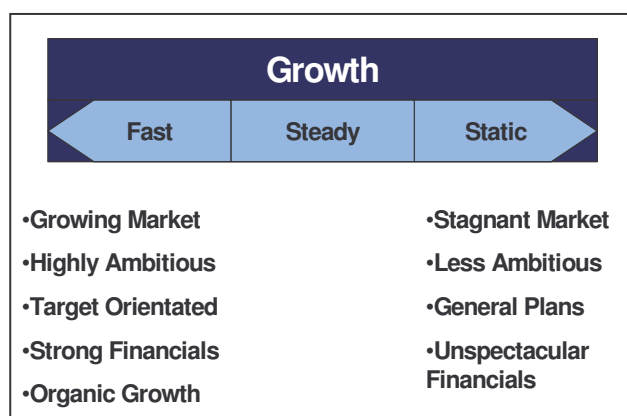 Growth
Fast Steady Static
•Growing Market
•Highly Ambitious
•Target Orientated
•Strong Financials
•Organic Growth
•Stagnant Market
•Less Ambitious
•General Plans
•Unspectacular
Financials